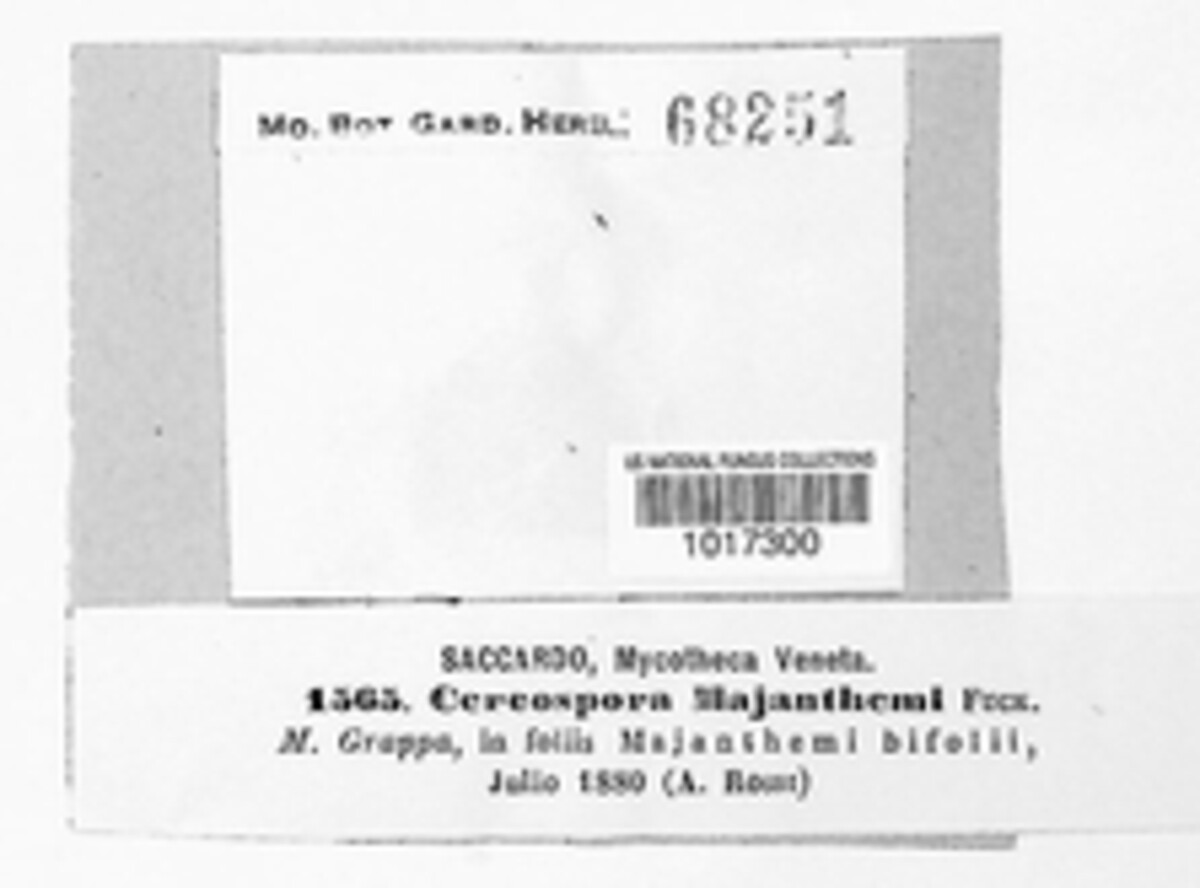 Mo. Bot. Gard. Herb.: 68251
US NATIONAL FUNGUS COLLECTIONS
1017300
SACCARDO, Mycotheca Veneta.
1565. Cercospora Majanthemi Fuck.
M. Grappa, in foliis Majanthemi bifolii,
Julio 1880 (A.